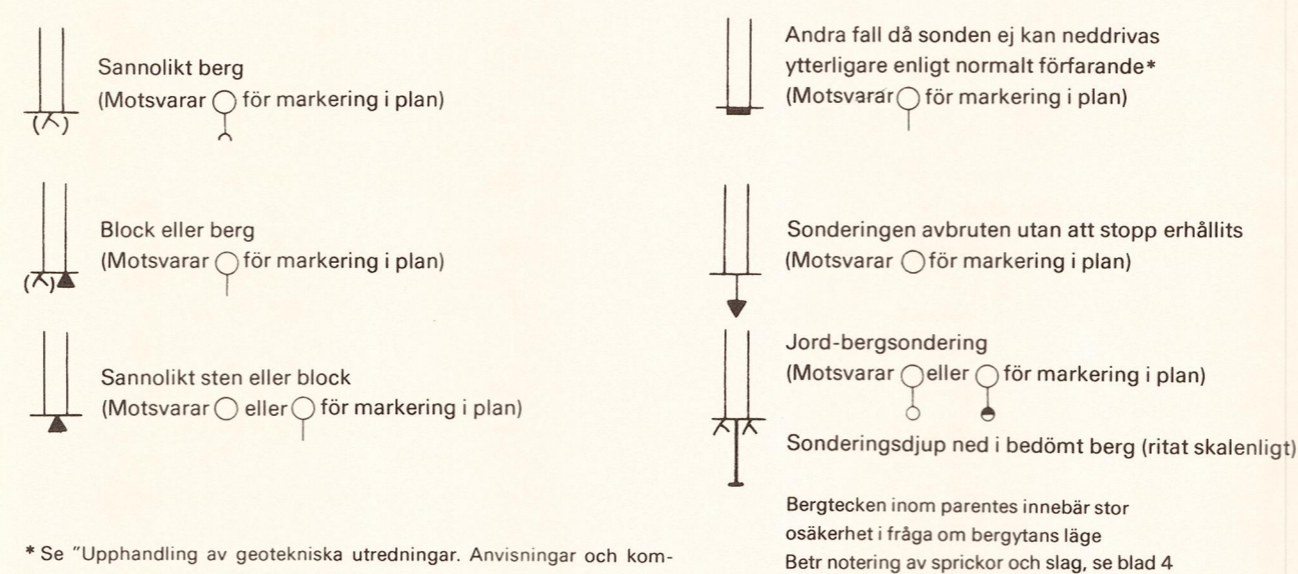 Sannolikt berg
(Motsvarar för markering i plan)
Block eller berg
(Motsvarar för markering i plan)
Sannolikt sten eller block
(Motsvarar eller för markering i plan)
* Se "Upphandling av geotekniska utredningar. Anvisningar och kom-
Andra fall då sonden ej kan neddrivas
ytterligare enligt normalt förfarande*
(Motsvarar för markering i plan)
Sonderingen avbruten utan att stopp erhållits
(Motsvarar för markering i plan)
Jord-bergsondering
(Motsvarar eller för markering i plan)
Sonderingsdjup ned i bedömt berg (ritat skalenligt)
Bergtecken inom parentes innebär stor
osäkerhet i fråga om bergytans läge
Betr notering av sprickor och slag, se blad 4